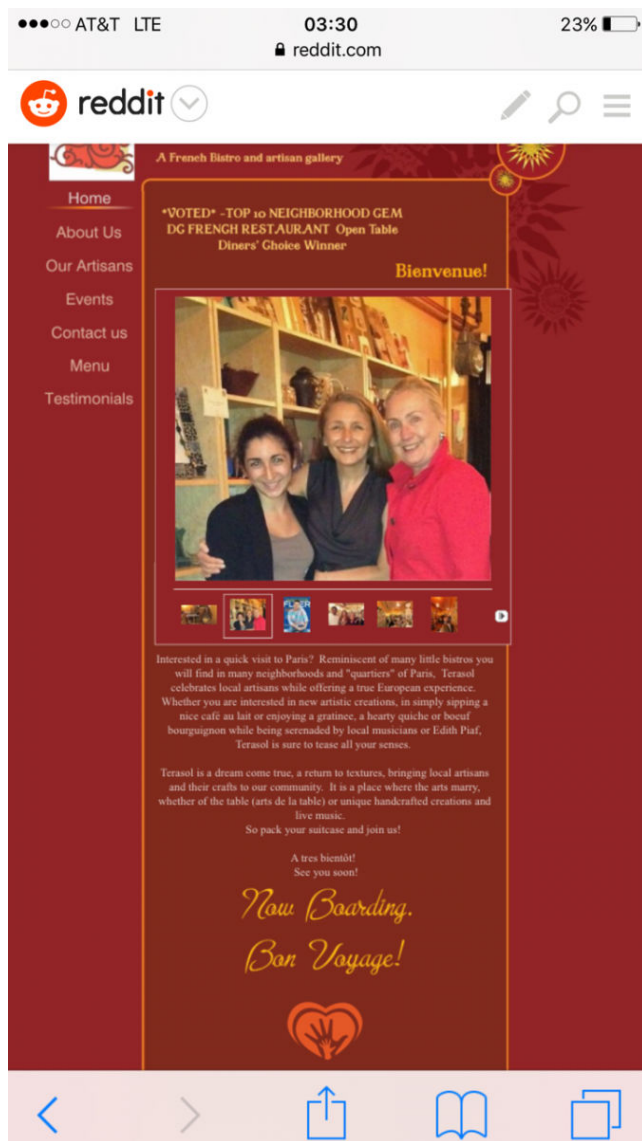 AT&T LTE 03:30 23%
reddit.com
reddit
A French Bistro and artisan gallery
Home
About Us
Our Artisans
Events
Contact us
Menu
Testimonials
*VOTED* -TOP 10 NEIGHBORHOOD GEM
DG FRENGH RESTAURANT Open Table
Diners' Ghoice Winner
Bienvenue!
FLYER
Interested in a quick visit to Paris? Reminiscent of many little bistros you
will find in many neighborhoods and "quartiers" of Paris, Terasol
celebrates local artisans while offering a true European experience.
Whether you are interested in new artistic creations, in simply sipping a
nice café au lait or enjoying a gratinee, a hearty quiche or boeuf
bourguignon while being serenaded by local musicians or Edith Piaf,
Terasol is sure to tease all your senses.
Terasol is a dream come true, a return to textures, bringing local artisans
and their crafts to our community. It is a place where the arts marry,
whether of the table (arts de la table) or unique handcrafted creations and
live music.
So pack your suitcase and join us!
A tres bientôt!
See you soon!
Now Boarding.
Bon Voyage!